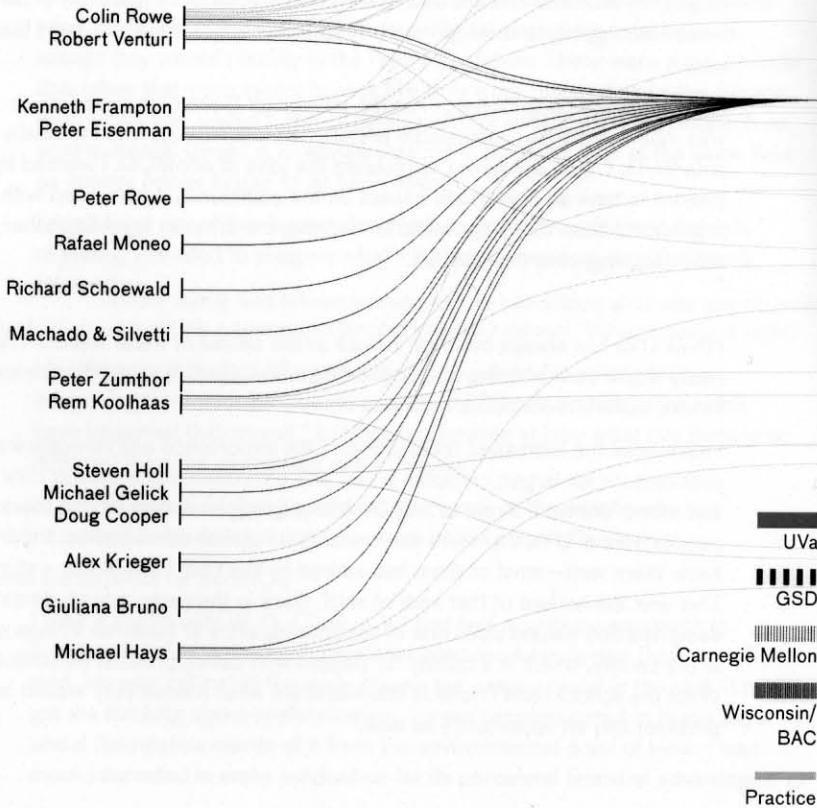 Colin Rowe
Robert Venturi
Kenneth Frampton
Peter Eisenman
Peter Rowe
Rafael Moneo
Richard Schoewald
Machado & Silvetti
Peter Zumthor
Rem Koolhaas
Steven Holl
Michael Gelick
Doug Cooper
Alex Krieger
Giuliana Bruno
Michael Hays
UVa
GSD
Carnegie Mellon
Wisconsin/
BAC
Practice